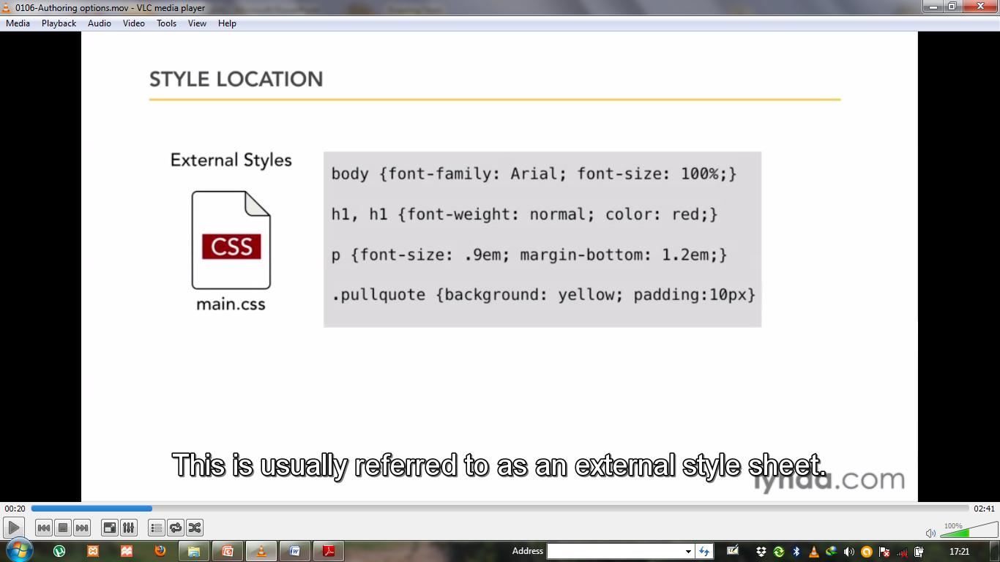 0106-Authoring options.mov - VLC media player
Media Playback Audio Video Tools View Help
STYLE LOCATION
External Styles
CSS
main.css
body {font-family: Arial; font-size: 100%;}
h1, h1 {font-weight: normal; color: red;}
p {font-size: .9em; margin-bottom: 1.2em;}
.pullquote {background: yellow; padding:10px}
This is usually referred to as an external style sheet.
lynda.com
00:20
02:41
100%
Address
17:21